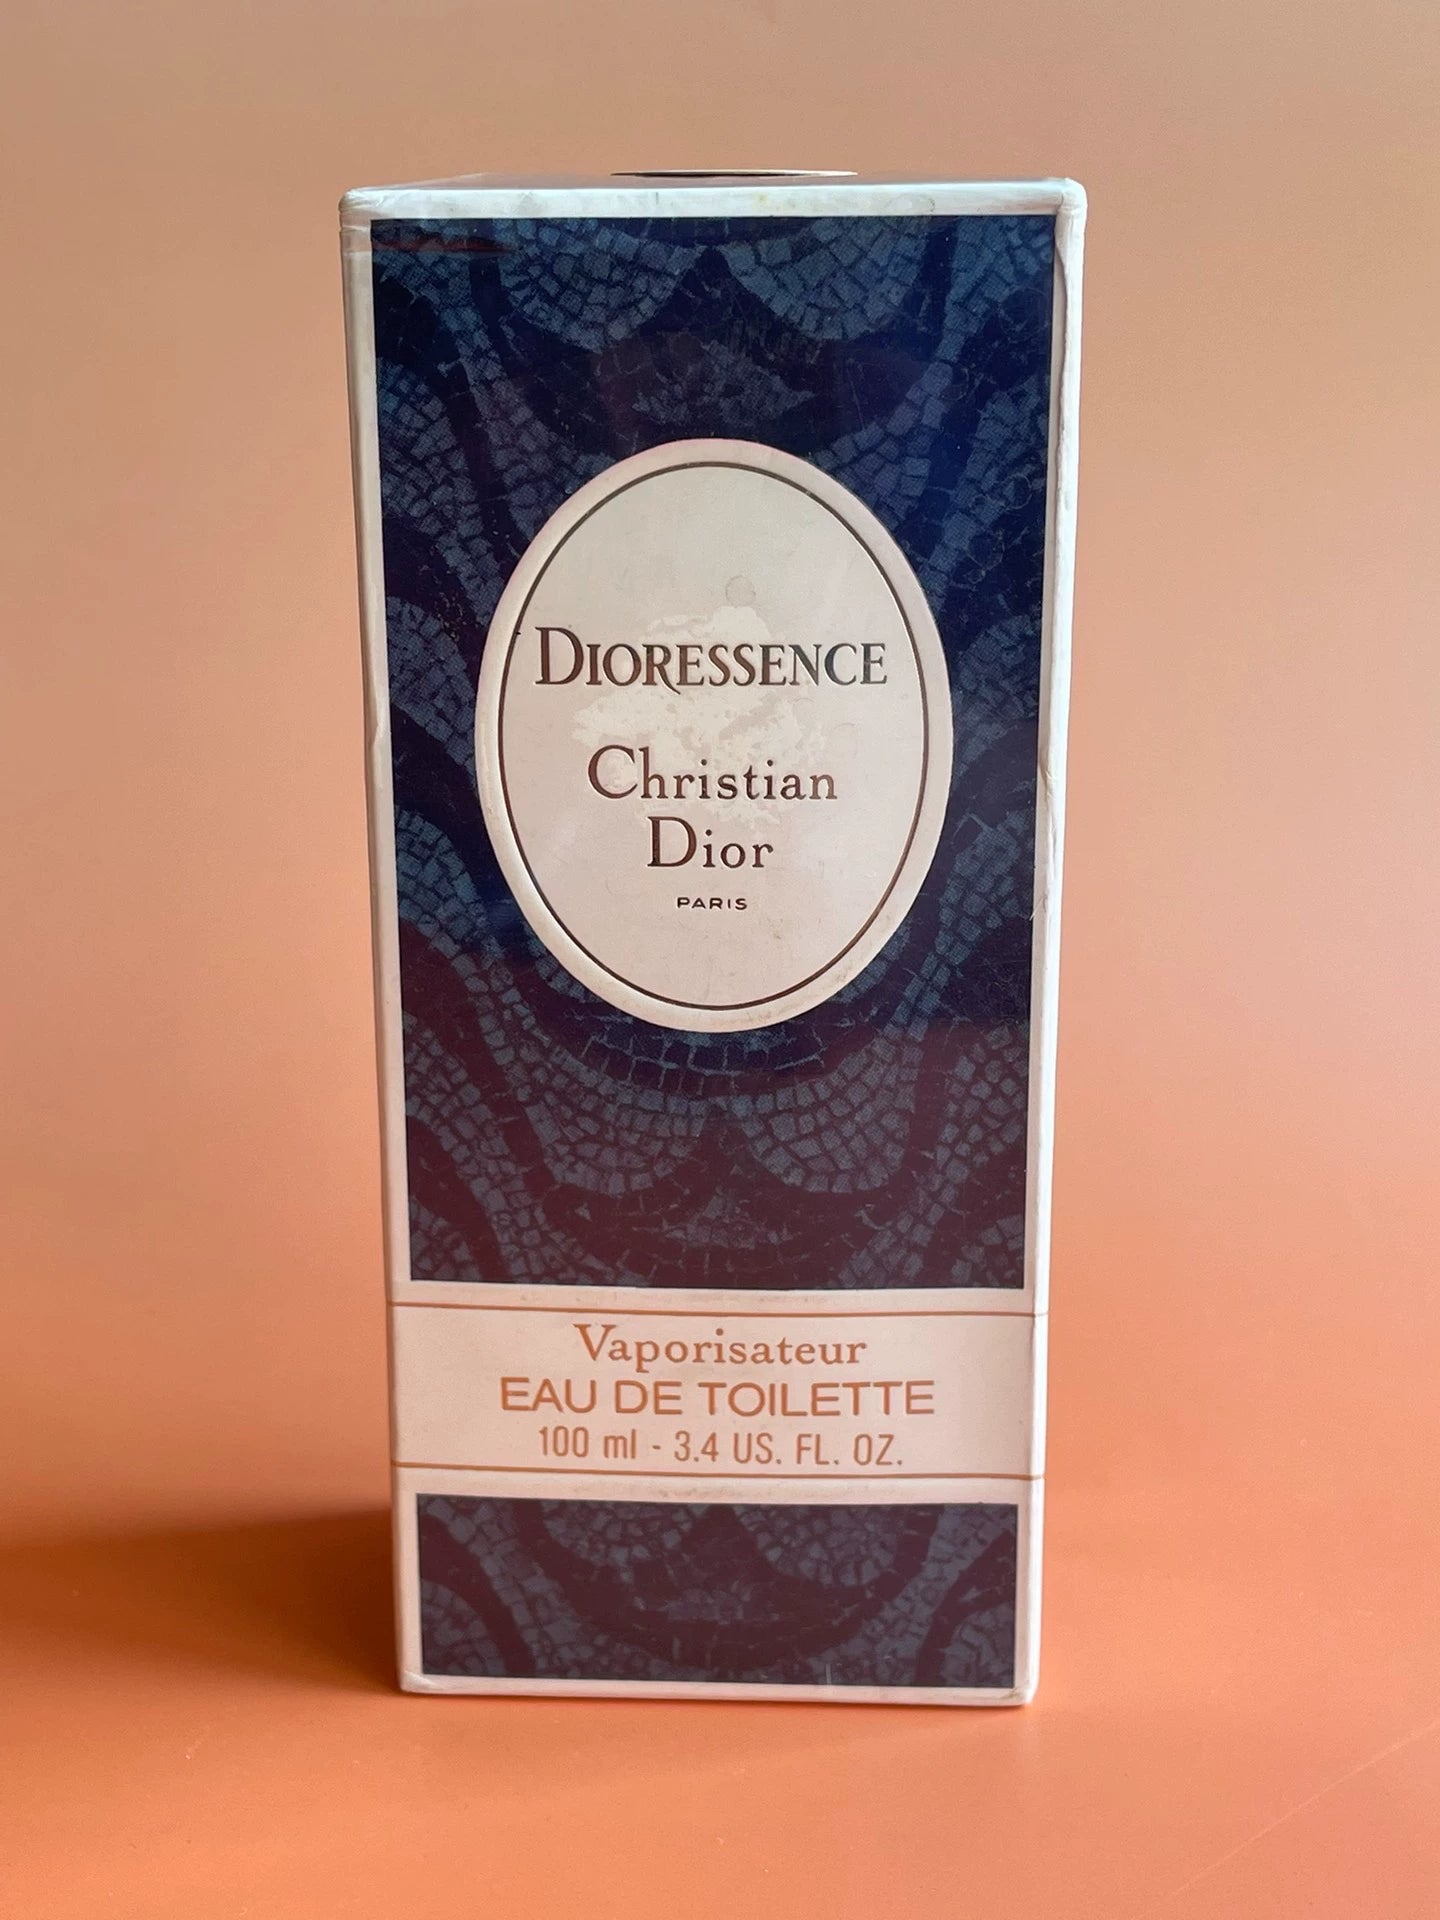 DIORESSENCE
Christian
Dior
PARIS
Vaporisateur
EAU DE TOILETTE
100 ml - 3.4 US. FL. OZ.